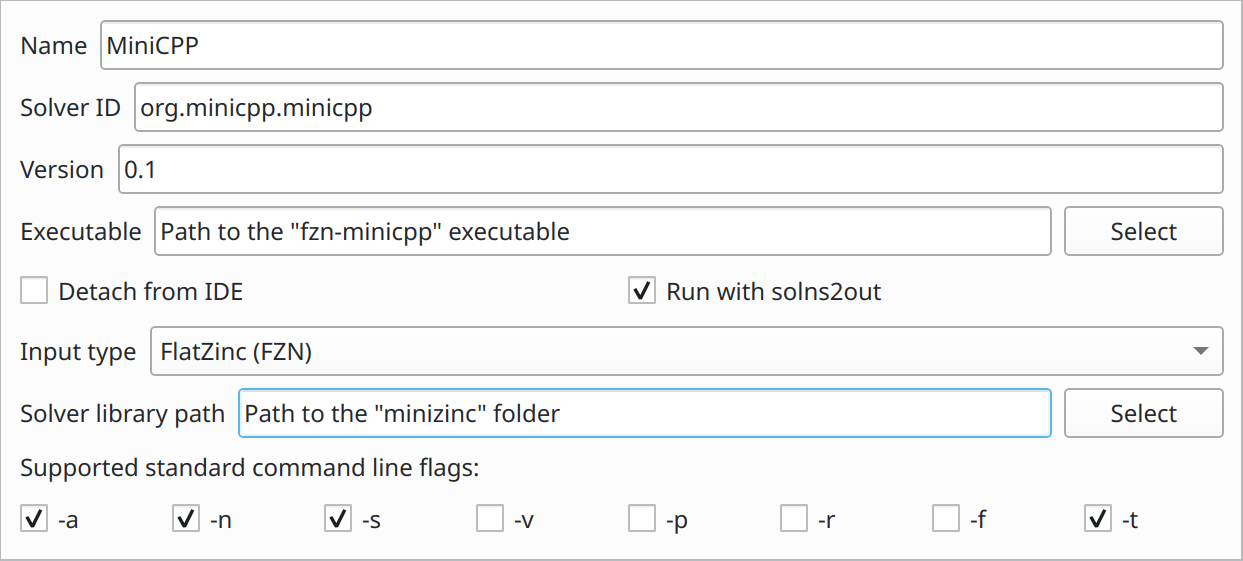 Name MiniCPP
Solver ID org.minicpp.minicpp
Version 0.1
Executable Path to the "fzn-minicpp" executable Select
Detach from IDE Run with solns2out
Input type FlatZinc (FZN)
Solver library path Path to the "minizinc" folder Select
Supported standard command line flags:
-a -n -s -v -p -r -f -t